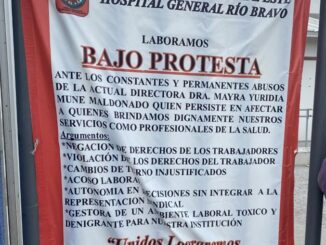 HOSPITAL GENERAL RÍO BRAVO
LABORAMOS
BAJO PROTESTA
ANTE LOS CONSTANTES Y PERMANENTES ABUSOS
DE LA ACTUAL DIRECTORA DRA. MAYRA YURIDIA
MUNE MALDONADO QUIEN PERSISTE EN AFECTAR
A QUIENES BRINDAMOS DIGNAMENTE NUESTROS
SERVICIOS COMO PROFESIONALES DE LA SALUD.
Argumentos:
*NEGACION DE DERECHOS DE LOS TRABAJADORES
*VIOLACIÓN DE LOS DERECHOS DEL TRABAJADOR
*CAMBIOS DE TURNO INJUSTIFICADOS
*ACOSO LABORAL
*AUTONOMIA EN DECISIONES SIN INTEGRAR A LA
REPRESENTACION SINDICAL
*GESTORA DE UN AMBIENTE LABORAL TOXICO Y
DENIGRANTE PARA NUESTRA INSTITUCIÓN
"Unidos Lograremos